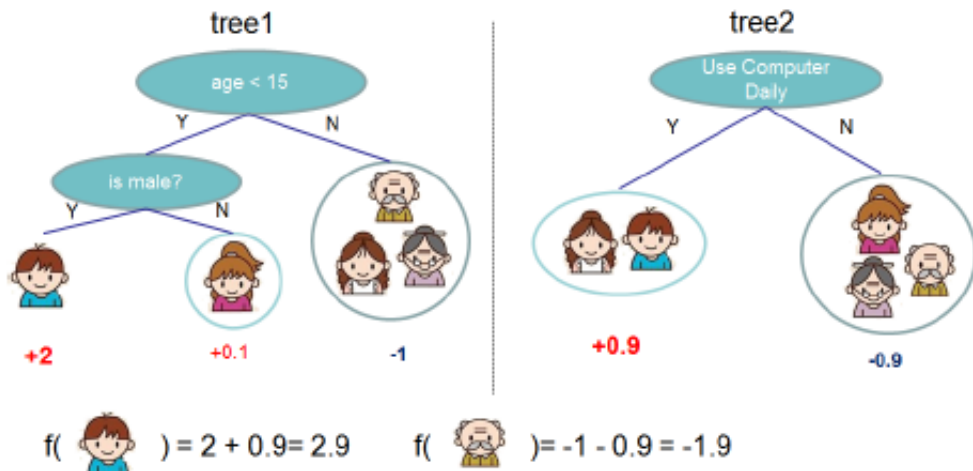 tree1
age < 15
Y
N
is male?
Y
N
+2
+0.1
-1
tree2
Use Computer
Daily
Y
N
+0.9
-0.9
f( ) = 2 + 0.9= 2.9
f( )= -1 - 0.9 = -1.9